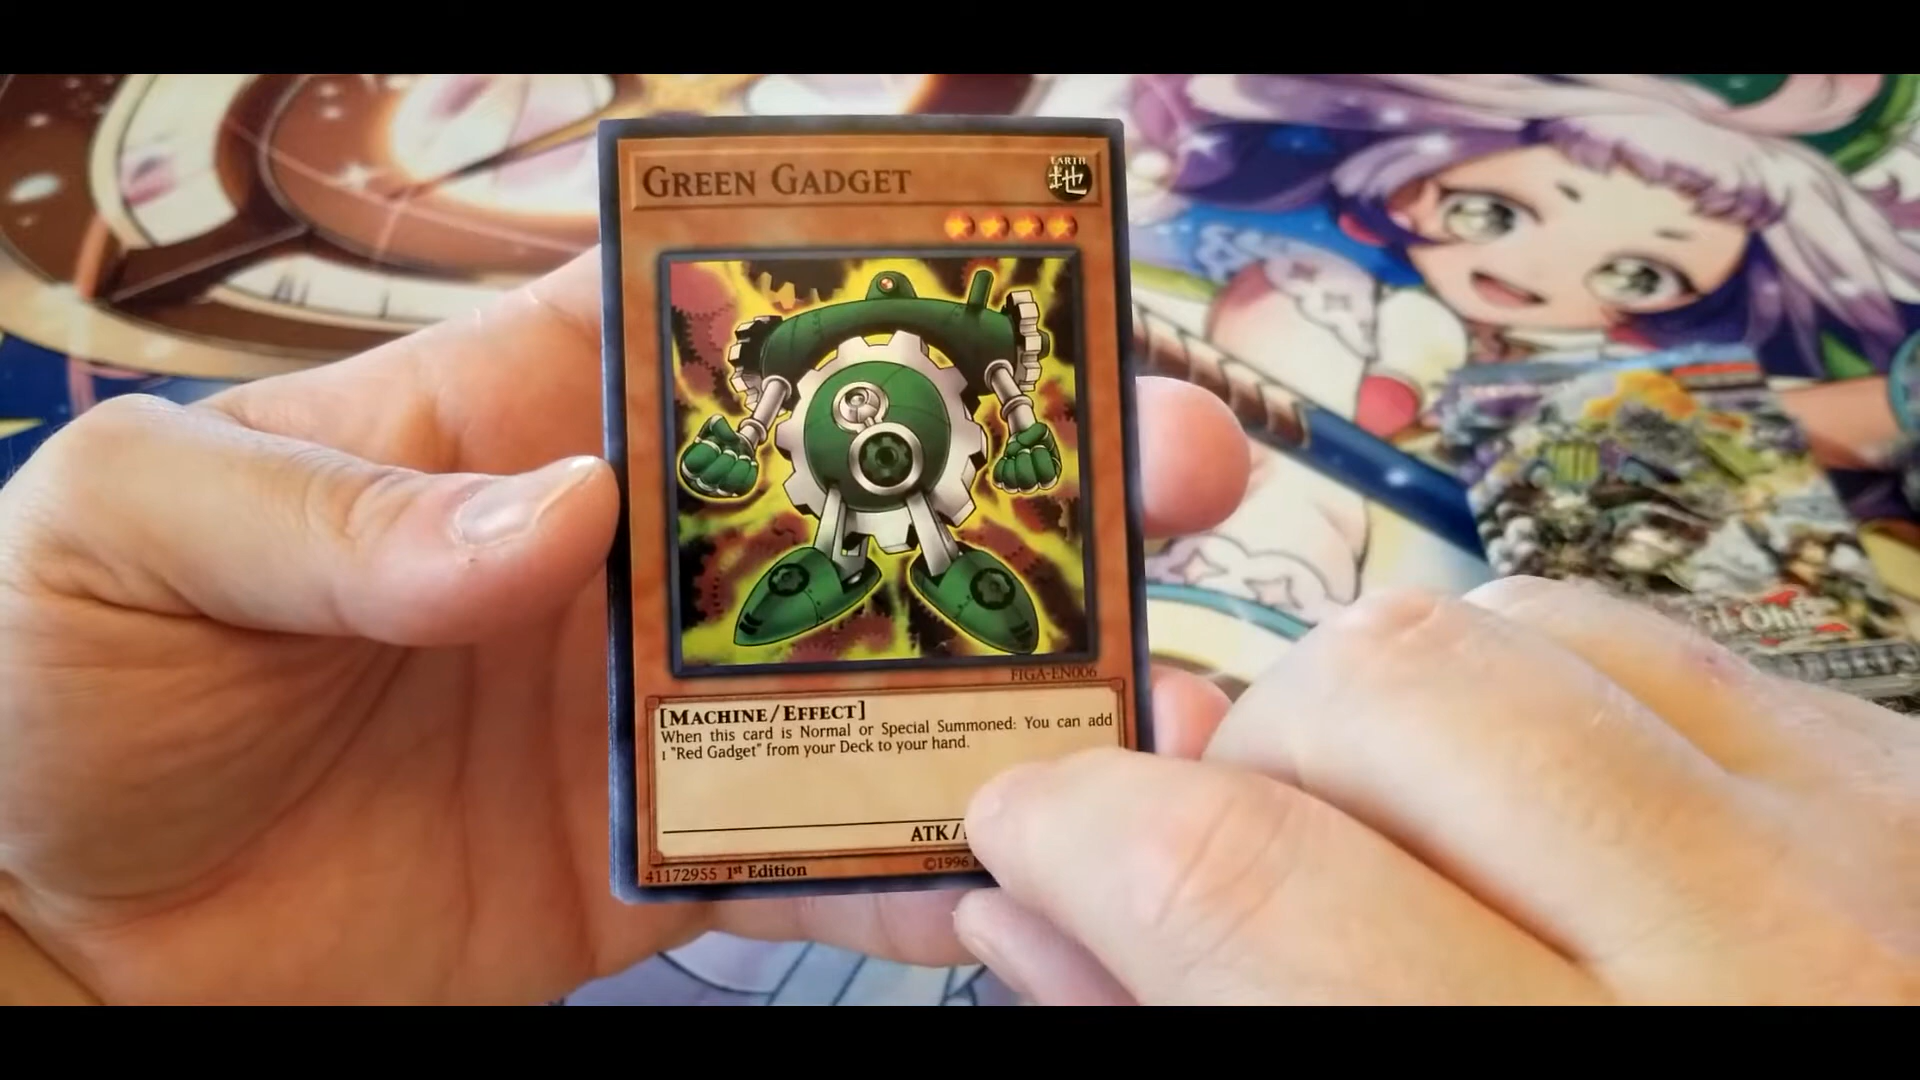 GREEN GADGET
EARTH
地
FIGA-EN006
[MACHINE/EFFECT]
When this card is Normal or Special Summoned: You can add
1 "Red Gadget" from your Deck to your hand.
ATK/
41172955 1st Edition
©1996